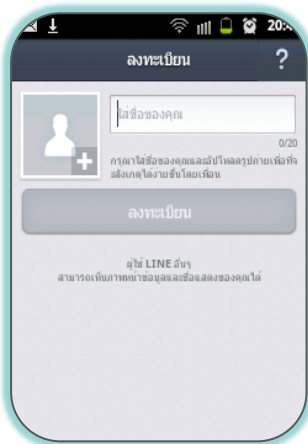 20:4
ลงทะเบียน
?
ใส่ชื่อของคุณ
0/20
กรุณาใส่ชื่อของคุณและอัปโหลดรูปถ่ายเพื่อที่จ
ะสังเกตุได้ง่ายขึ้นโดยเพื่อน
ลงทะเบียน
ผู้ใช้ LINE อื่นๆ
สามารถเห็นภาพหน้าข้อมูลและชื่อแสดงของคุณได้